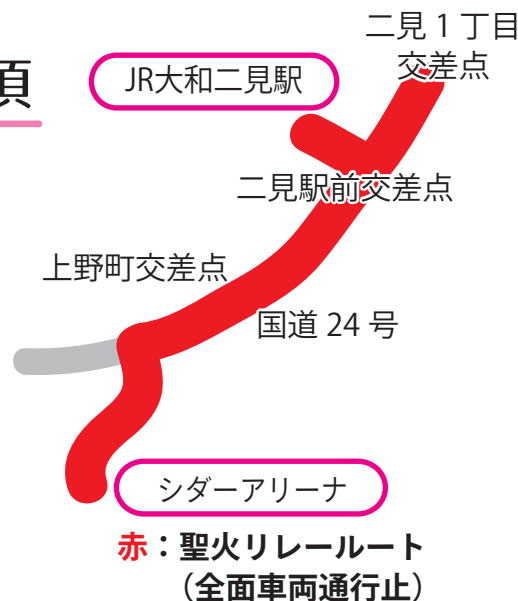 二見 1 丁目
交差点
頃
JR大和二見駅
二見駅前交差点
上野町交差点
国道 24 号
シダーアリーナ
赤：聖火リレールート
（全面車両通行止）